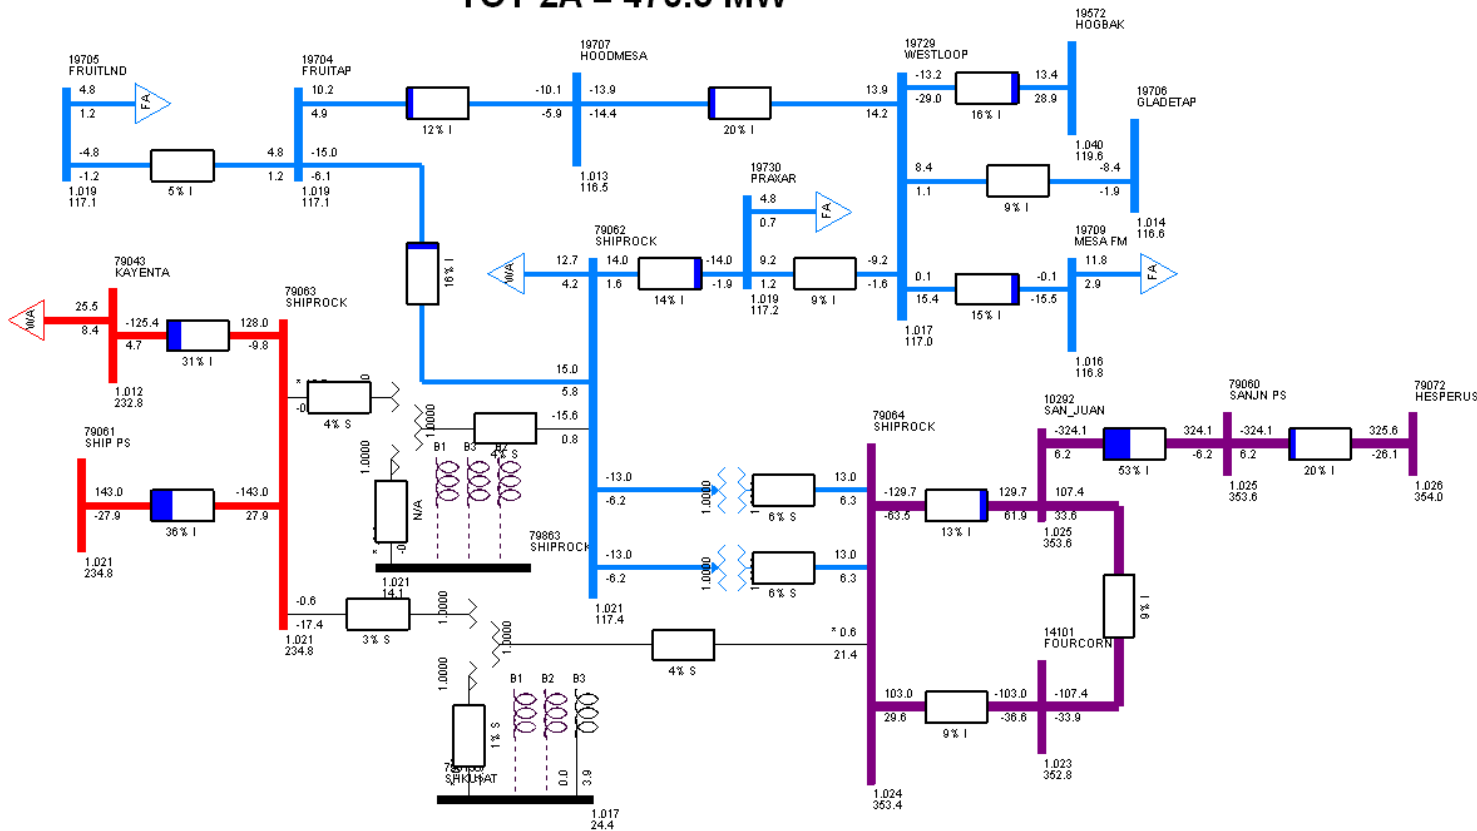 19572
HOGBAK
19705
FRUITLND
19704
FRUITAP
19707
HOODMESA
19729
WESTLOOP
4.8
1.2
FA
10.2
4.9
12% I
-10.1
-5.9
-13.9
-14.4
20% I
13.9
14.2
-13.2
-29.0
16% I
13.4
28.9
19706
GLADETAP
-4.8
-1.2
5% I
4.8
1.2
-15.0
-6.1
1.019
117.1
1.019
117.1
1.013
116.5
1.040
119.6
8.4
1.1
9% I
-8.4
-1.9
1.014
116.6
19730
PRAXAR
4.8
0.7
FA
79062
SHIPROCK
19709
MESA FM
16% I
WA
12.7
4.2
14.0
1.6
14% I
-14.0
-1.9
9.2
1.2
9% I
-9.2
-1.6
1.019
117.2
0.1
15.4
15% I
-0.1
-15.5
11.8
2.9
FA
1.017
117.0
1.016
116.8
79043
KAYENTA
79063
SHIPROCK
WA
25.5
8.4
-125.4
4.7
31% I
128.0
-9.8
1.012
232.8
4% S
1.0000
15.0
5.8
-15.6
0.8
4% S
1.0000
N/A
B1
B3
79061
SHIP PS
143.0
-27.9
36% I
-143.0
27.9
1.021
234.8
79863
SHIPROCK
1.021
14.1
-13.0
-6.2
1.0000
6% S
13.0
6.3
-13.0
-6.2
1.0000
6% S
13.0
6.3
1.021
117.4
79064
SHIPROCK
10292
SAN_JUAN
79060
SANJN PS
79072
HESPERUS
-324.1
6.2
53% I
324.1
-6.2
-324.1
6.2
20% I
325.6
-26.1
1.025
353.6
1.026
354.0
-129.7
-63.5
13% I
129.7
61.9
107.4
33.6
1.025
353.6
9% I
-0.6
-17.4
3% S
1.0000
1.021
234.8
1.0000
4% S
* 0.6
21.4
14101
FOURCORN
103.0
29.6
9% I
-103.0
-36.6
-107.4
-33.9
1.023
352.8
1.024
353.4
1.0000
1% S
B1
B2
B3
0.0
3.9
1.017
24.4